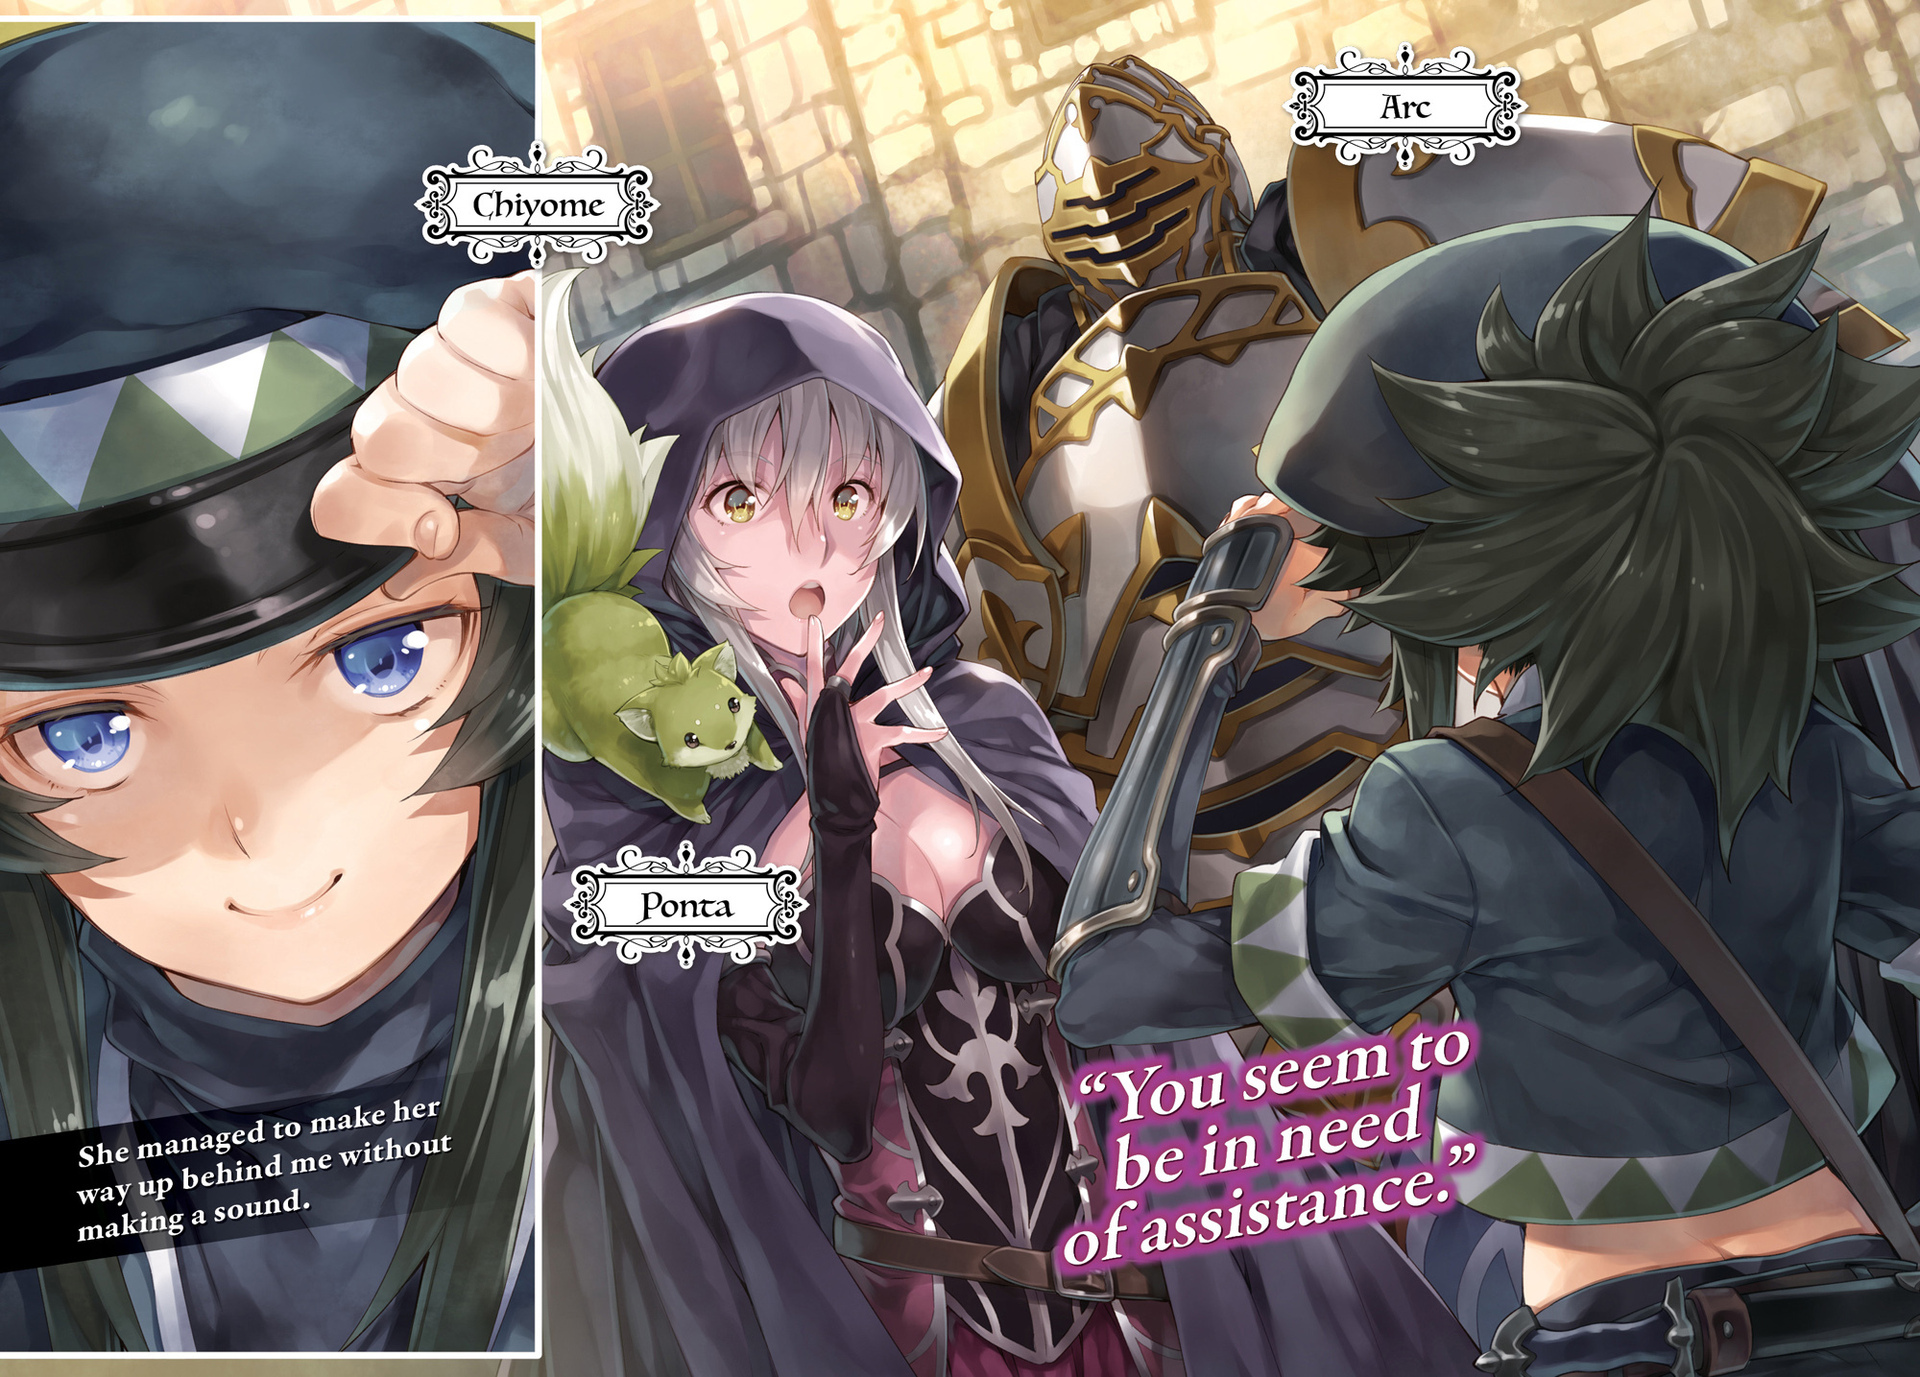 Chiyome
She managed to make her
way up behind me without
making a sound.
Arc
Ponta
“You seem to
be in need
of assistance.”